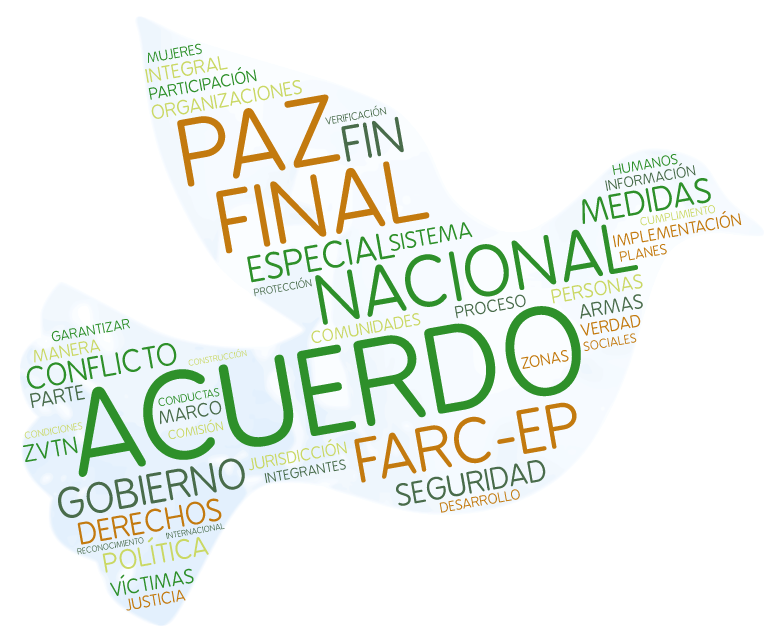 MUJERES
INTEGRAL
PARTICIPACIÓN
ORGANIZACIONES
PAZ
VERIFICACIÓN
FIN
FINAL
HUMANOS
INFORMACIÓN
MEDIDAS
CUMPLIMIENTO
IMPLEMENTACIÓN
PLANES
ESPECIAL
SISTEMA
PROTECCIÓN
NACIONAL
PROCESO
PERSONAS
ARMAS
VERDAD
SOCIALES
COMUNIDADES
ZONAS
ACUERDO
GARANTIZAR
MANERA
CONFLICTO
CONSTRUCCIÓN
PARTE
CONDUCTAS
MARCO
COMISIÓN
CONDICIONES
ZVTN
JURISDICCIÓN
INTEGRANTES
FARC-EP
GOBIERNO
SEGURIDAD
DESARROLLO
DERECHOS
RECONOCIMIENTO
INTERNACIONAL
POLÍTICA
VÍCTIMAS
JUSTICIA